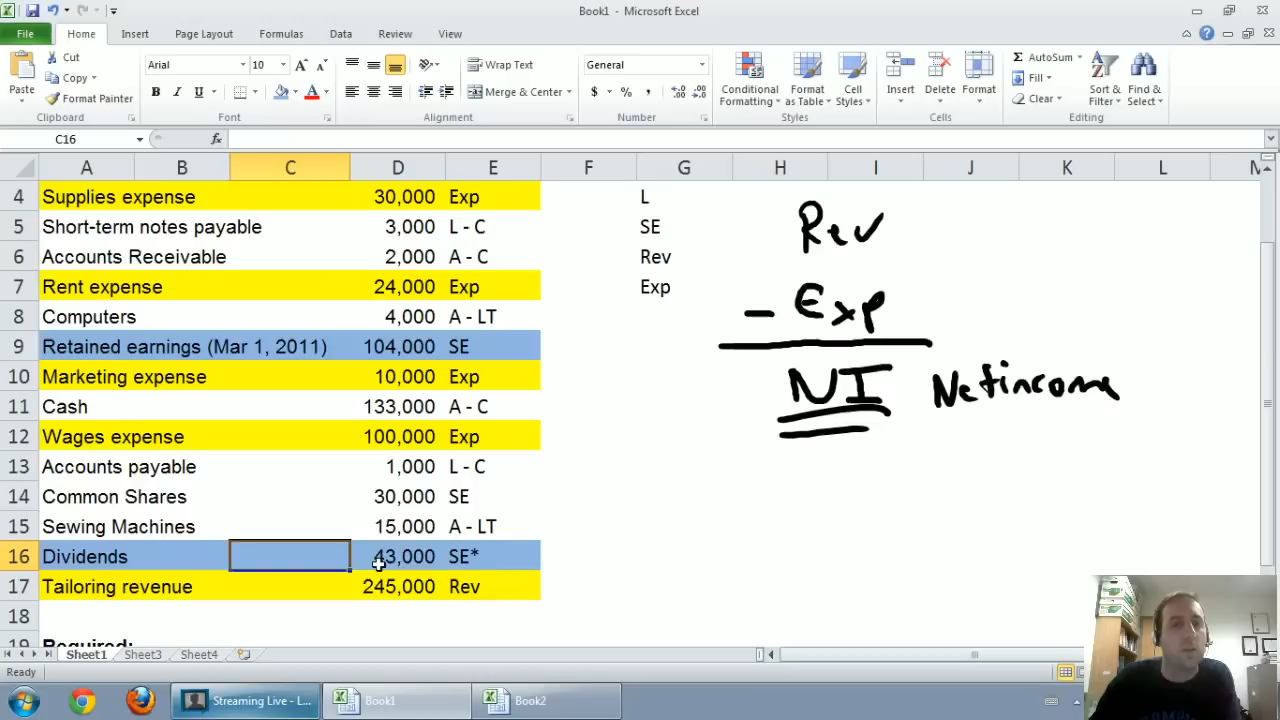 Book1 - Microsoft Excel
File Home Insert Page Layout Formulas Data Review View
Paste
Cut
Copy
Format Painter
Clipboard
Arial 10
B I U
Font
Wrap Text
Merge & Center
Alignment
General
$ % ,
Number
Conditional Formatting
Format as Table
Cell Styles
Styles
Insert Delete Format
Cells
AutoSum
Fill
Clear
Sort & Filter
Find & Select
Editing
C16 fx
A B C D E F G H I J K L M
4 Supplies expense 30,000 Exp L
5 Short-term notes payable 3,000 L - C SE
6 Accounts Receivable 2,000 A - C Rev
7 Rent expense 24,000 Exp Exp
8 Computers 4,000 A - LT
9 Retained earnings (Mar 1, 2011) 104,000 SE
10 Marketing expense 10,000 Exp
11 Cash 133,000 A - C
12 Wages expense 100,000 Exp
13 Accounts payable 1,000 L - C
14 Common Shares 30,000 SE
15 Sewing Machines 15,000 A - LT
16 Dividends 43,000 SE*
17 Tailoring revenue 245,000 Rev
18
19 Required:
Rev
- Exp
NI Net income
Sheet1 Sheet3 Sheet4
Ready
Streaming Live - L... Book1 Book2